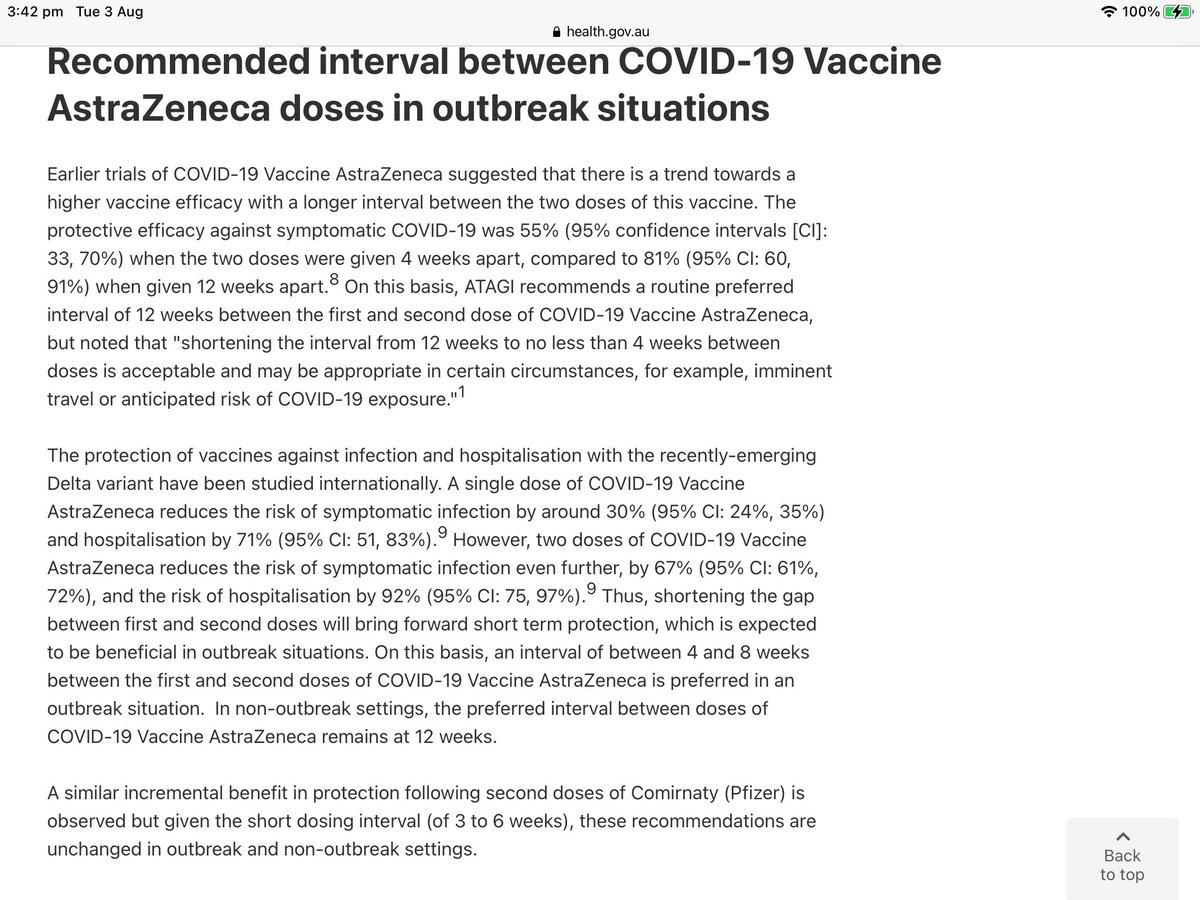 3:42 pm Tue 3 Aug
100%
health.gov.au
Recommended interval between COVID-19 Vaccine
AstraZeneca doses in outbreak situations
Earlier trials of COVID-19 Vaccine AstraZeneca suggested that there is a trend towards a
higher vaccine efficacy with a longer interval between the two doses of this vaccine. The
protective efficacy against symptomatic COVID-19 was 55% (95% confidence intervals [CI]:
33, 70%) when the two doses were given 4 weeks apart, compared to 81% (95% CI: 60,
91%) when given 12 weeks apart.8 On this basis, ATAGI recommends a routine preferred
interval of 12 weeks between the first and second dose of COVID-19 Vaccine AstraZeneca,
but noted that "shortening the interval from 12 weeks to no less than 4 weeks between
doses is acceptable and may be appropriate in certain circumstances, for example, imminent
travel or anticipated risk of COVID-19 exposure."1
The protection of vaccines against infection and hospitalisation with the recently-emerging
Delta variant have been studied internationally. A single dose of COVID-19 Vaccine
AstraZeneca reduces the risk of symptomatic infection by around 30% (95% CI: 24%, 35%)
and hospitalisation by 71% (95% CI: 51, 83%).9 However, two doses of COVID-19 Vaccine
AstraZeneca reduces the risk of symptomatic infection even further, by 67% (95% CI: 61%,
72%), and the risk of hospitalisation by 92% (95% CI: 75, 97%).9 Thus, shortening the gap
between first and second doses will bring forward short term protection, which is expected
to be beneficial in outbreak situations. On this basis, an interval of between 4 and 8 weeks
between the first and second doses of COVID-19 Vaccine AstraZeneca is preferred in an
outbreak situation.  In non-outbreak settings, the preferred interval between doses of
COVID-19 Vaccine AstraZeneca remains at 12 weeks.
A similar incremental benefit in protection following second doses of Comirnaty (Pfizer) is
observed but given the short dosing interval (of 3 to 6 weeks), these recommendations are
unchanged in outbreak and non-outbreak settings.
Back
to top